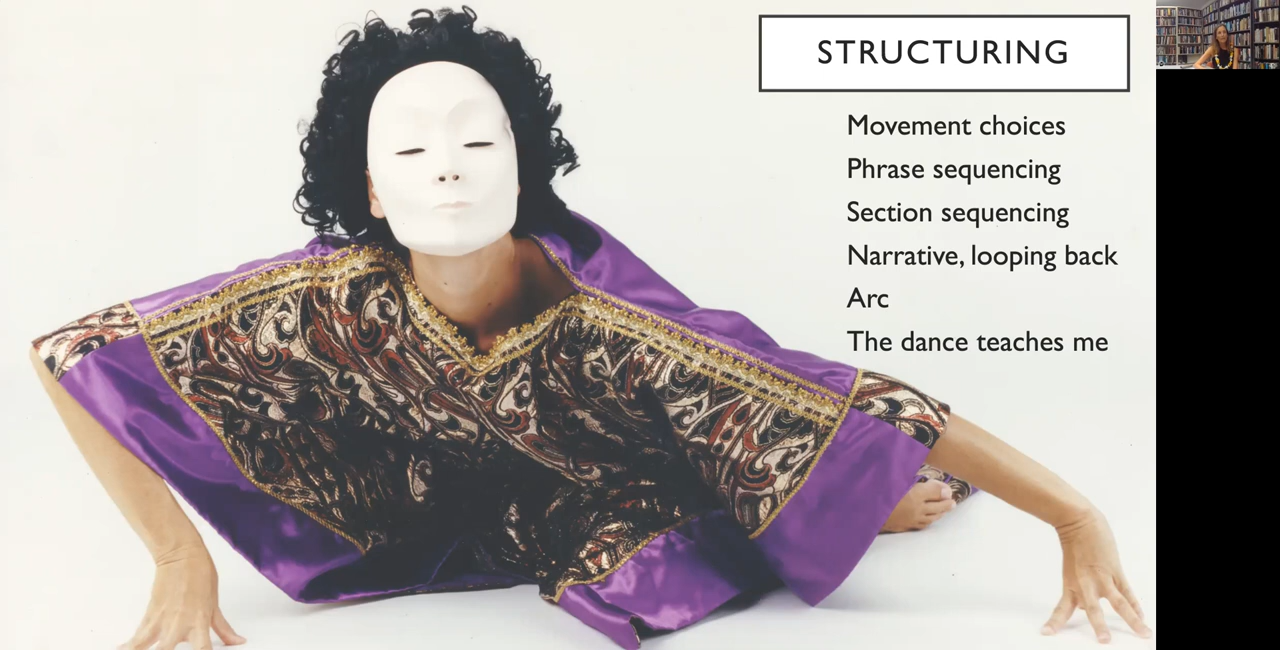 STRUCTURING
Movement choices
Phrase sequencing
Section sequencing
Narrative, looping back
Arc
The dance teaches me